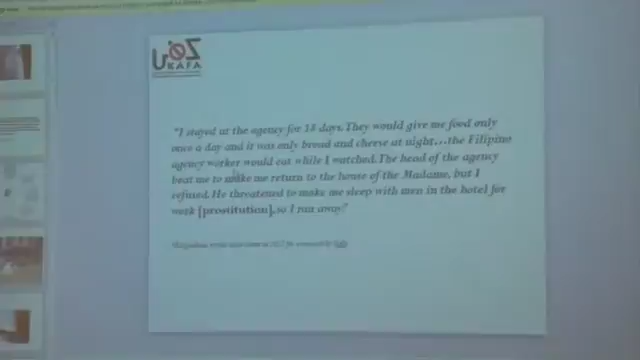 كفى
KAFA
"I stayed at the agency for 18 days. They would give me food only
once a day and it was only bread and cheese at night...the Filipino
agency worker would eat while I watched. The head of the agency
beat me to make me return to the house of the Madame, but I
refused. He threatened to make me sleep with men in the hotel for
work [prostitution], so I ran away."